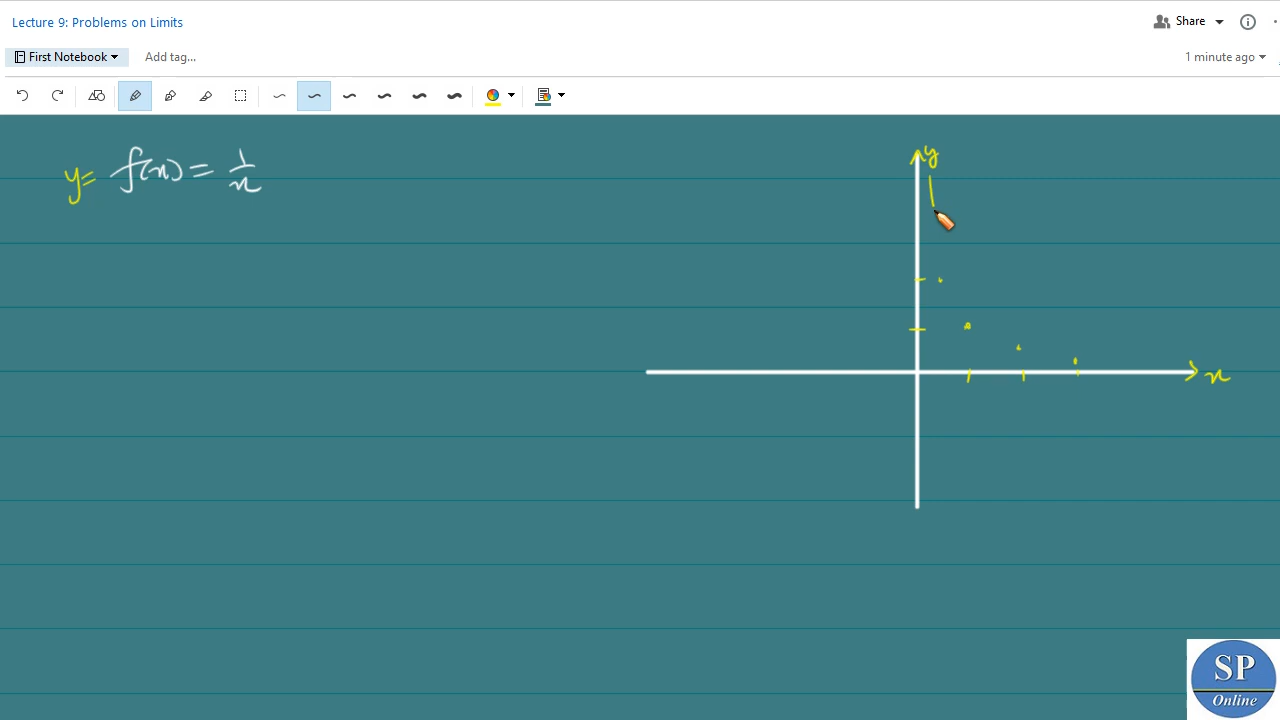 Lecture 9: Problems on Limits
Share
First Notebook
Add tag...
1 minute ago
y= f(x) = 1/x
y
x
SP
Online